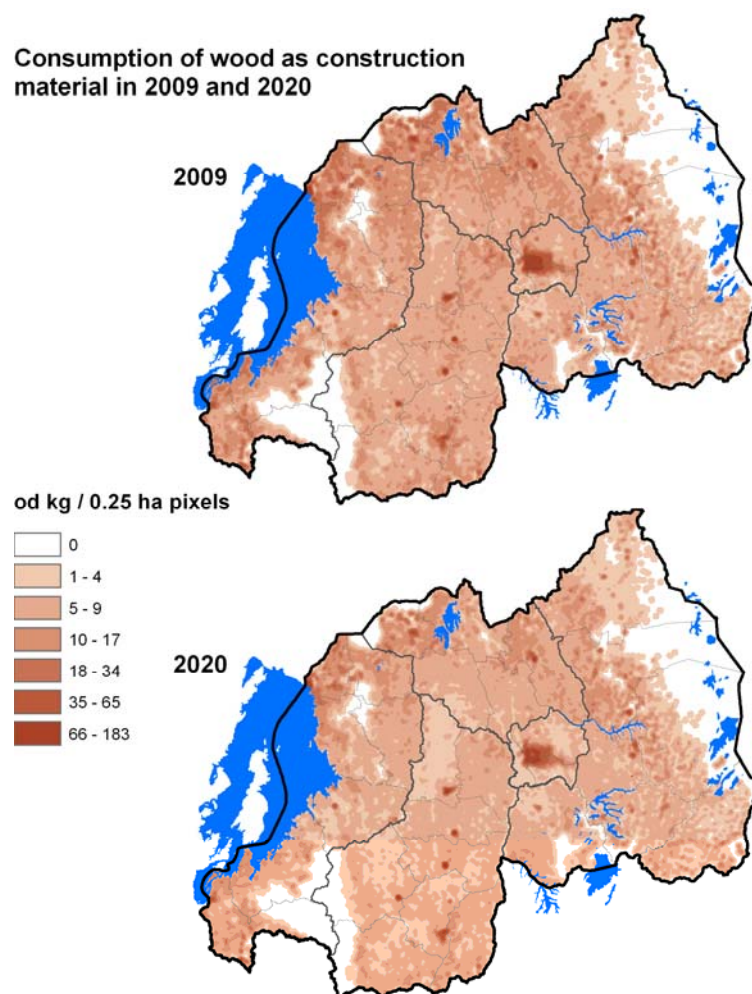 Consumption of wood as construction
material in 2009 and 2020
2009
od kg / 0.25 ha pixels
0
1 - 4
5 - 9
10 - 17
18 - 34
35 - 65
66 - 183
2020